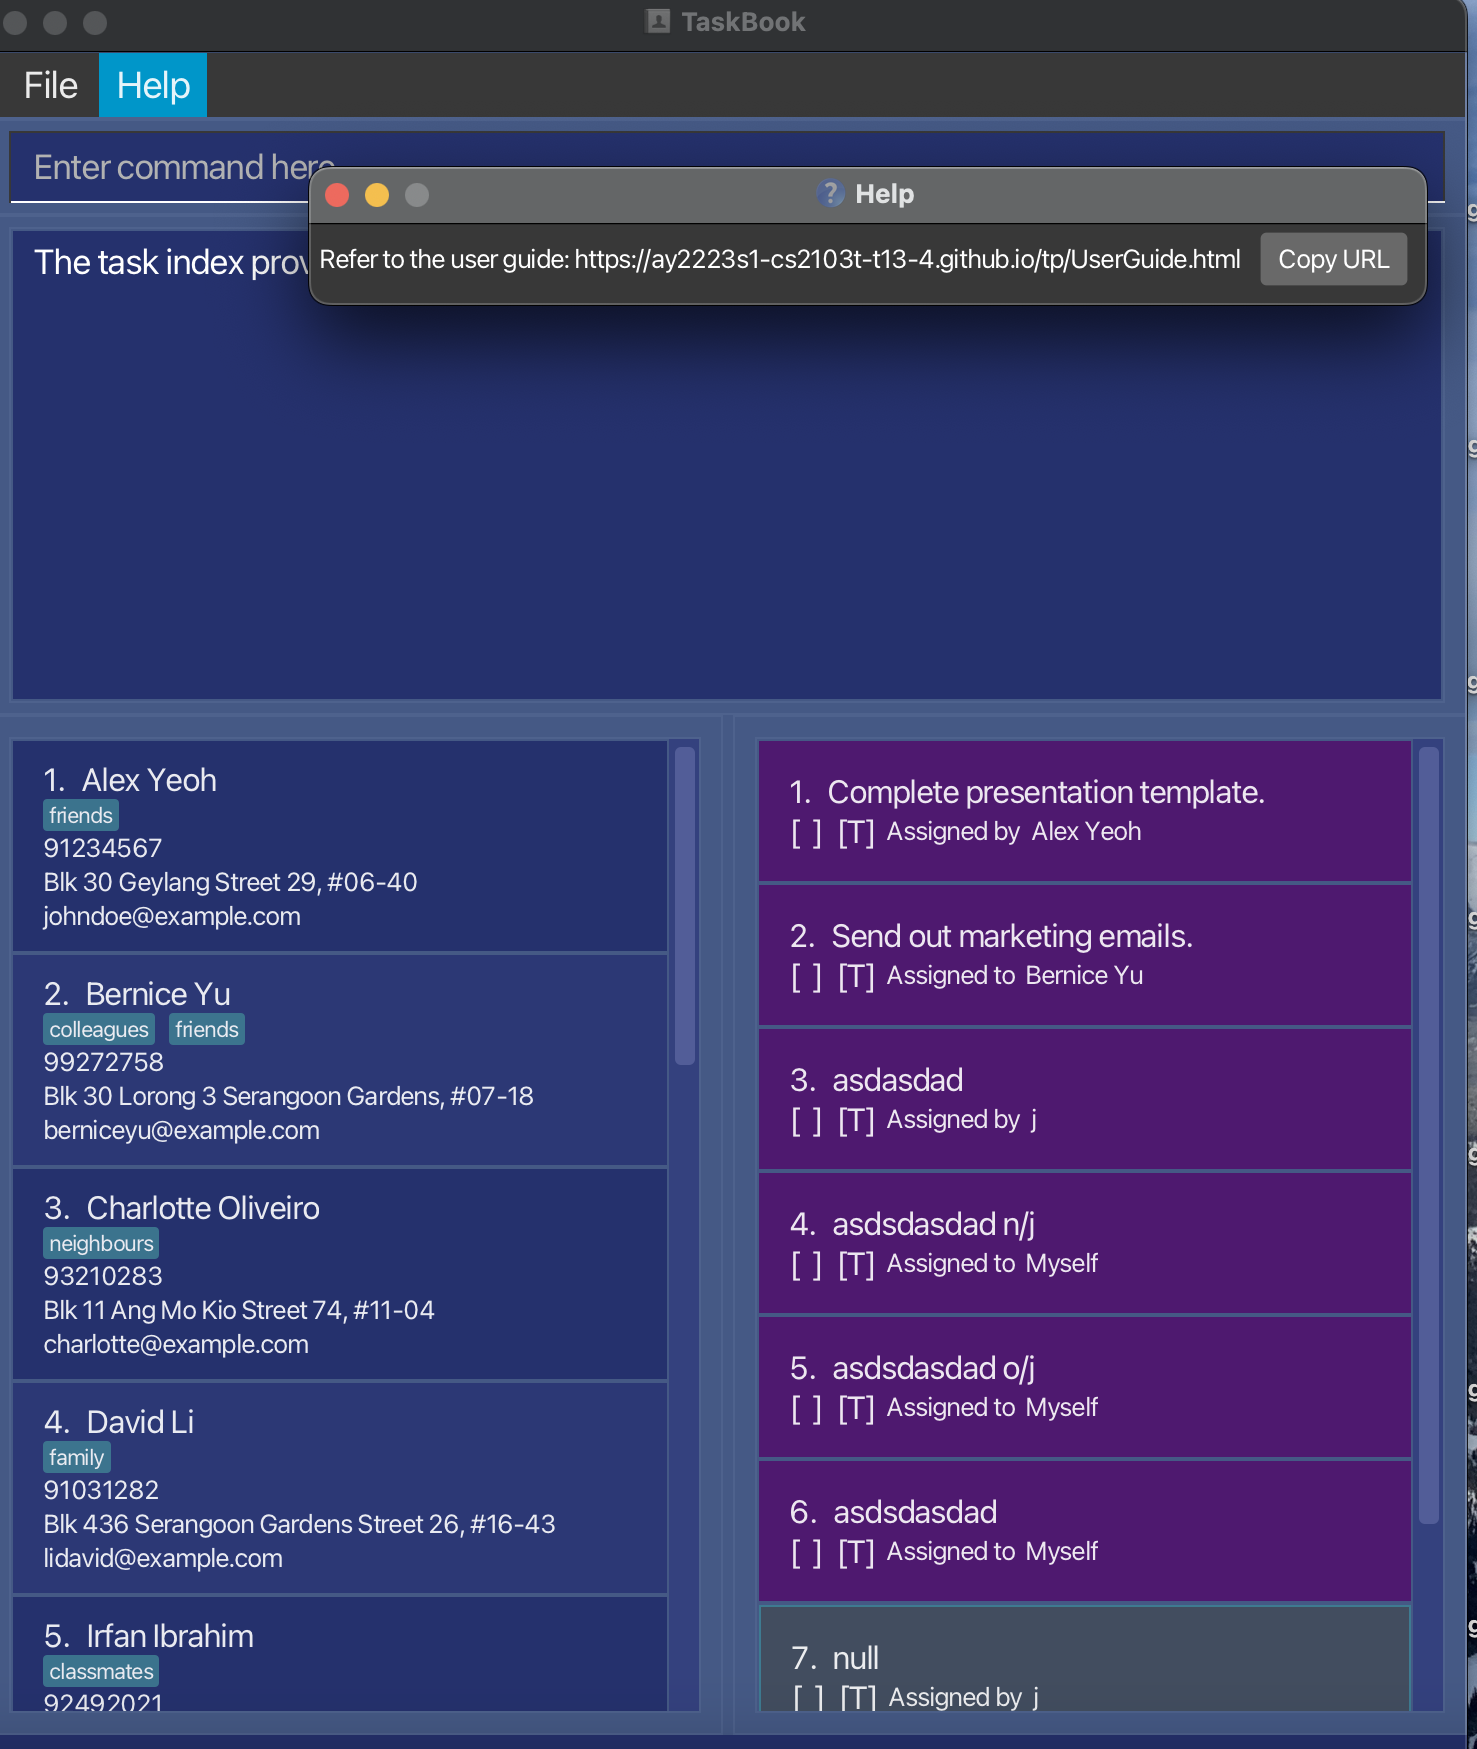 TaskBook
File Help
Enter command here
Help
Refer to the user guide: https://ay2223s1-cs2103t-t13-4.github.io/tp/UserGuide.html Copy URL
The task index
1. Alex Yeoh
friends
91234567
Blk 30 Geylang Street 29, #06-40
johndoe@example.com
2. Bernice Yu
colleagues friends
99272758
Blk 30 Lorong 3 Serangoon Gardens, #07-18
berniceyu@example.com
3. Charlotte Oliveiro
neighbours
93210283
Blk 11 Ang Mo Kio Street 74, #11-04
charlotte@example.com
4. David Li
family
91031282
Blk 436 Serangoon Gardens Street 26, #16-43
lidavid@example.com
5. Irfan Ibrahim
classmates
92492021
1. Complete presentation template.
[ ] [T] Assigned by Alex Yeoh
2. Send out marketing emails.
[ ] [T] Assigned to Bernice Yu
3. asdasdad
[ ] [T] Assigned by j
4. asdsdasdad n/j
[ ] [T] Assigned to Myself
5. asdsdasdad o/j
[ ] [T] Assigned to Myself
6. asdsdasdad
[ ] [T] Assigned to Myself
7. null
[ ] [T] Assigned by j